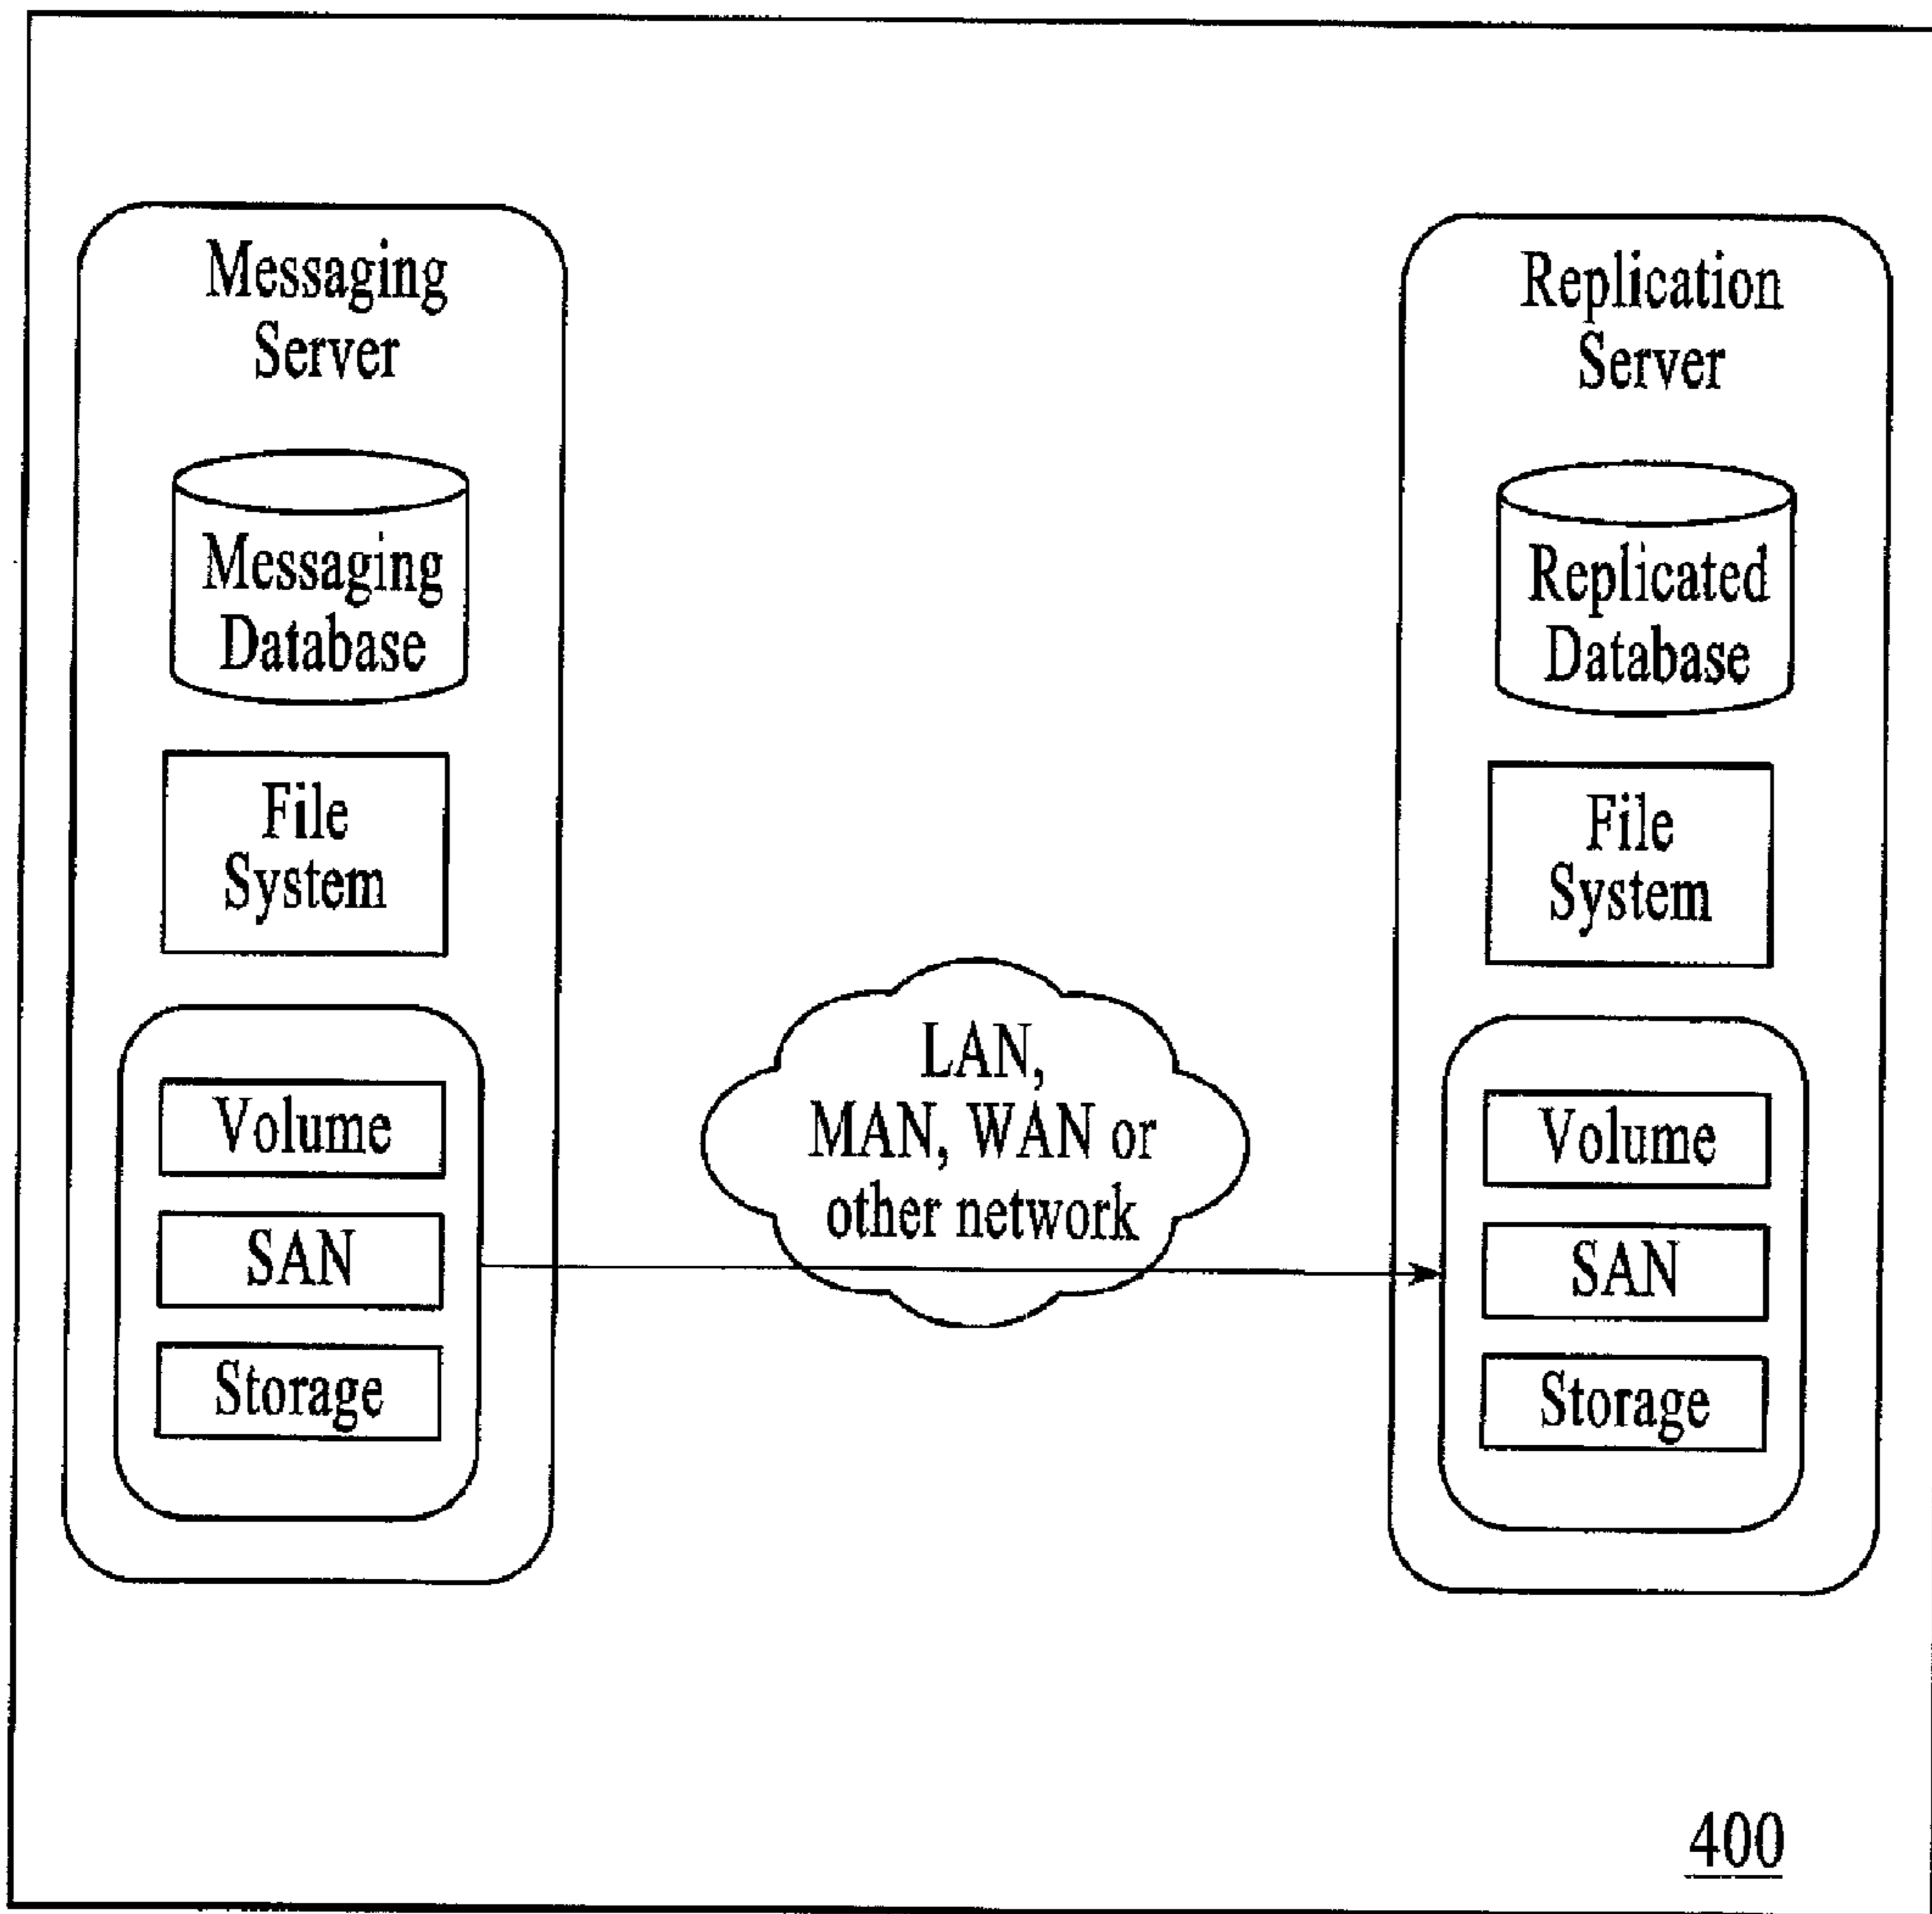 Messaging
Server
Messaging
Database
File
System
Volume
SAN
Storage
LAN,
MAN, WAN or
other network
Replication
Server
Replicated
Database
File
System
Volume
SAN
Storage
400